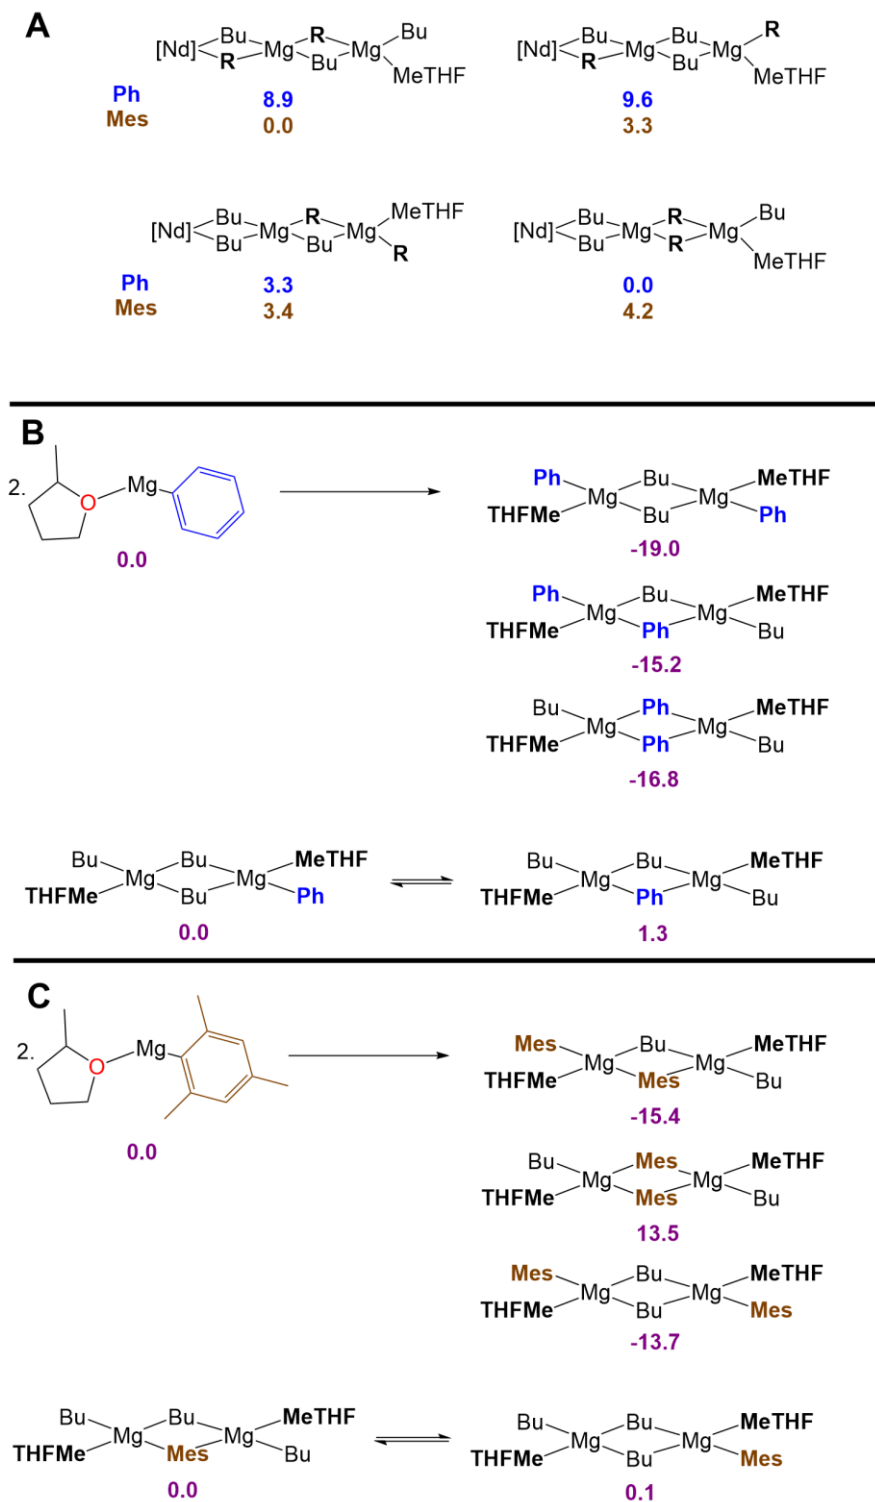 A
[Nd] Bu R Mg R Bu Mg Bu MeTHF
[Nd] Bu R Mg Bu Bu Mg R MeTHF
Ph 8.9 9.6
Mes 0.0 3.3
[Nd] Bu Bu Mg R Bu Mg MeTHF R
[Nd] Bu Bu Mg R R Mg Bu MeTHF
Ph 3.3 0.0
Mes 3.4 4.2
B
2. O Mg
0.0
Ph Bu MeTHF
Mg Mg
THFMe Bu Ph
-19.0
Ph Bu MeTHF
Mg Mg
THFMe Ph Bu
-15.2
Bu Ph MeTHF
Mg Mg
THFMe Ph Bu
-16.8
Bu Bu MeTHF
Mg Mg
THFMe Bu Ph
0.0
Bu Bu MeTHF
Mg Mg
THFMe Ph Bu
1.3
C
2. O Mg
0.0
Mes Bu MeTHF
Mg Mg
THFMe Mes Bu
-15.4
Bu Mes MeTHF
Mg Mg
THFMe Mes Bu
13.5
Mes Bu MeTHF
Mg Mg
THFMe Bu Mes
-13.7
Bu Bu MeTHF
Mg Mg
THFMe Mes Bu
0.0
Bu Bu MeTHF
Mg Mg
THFMe Bu Mes
0.1